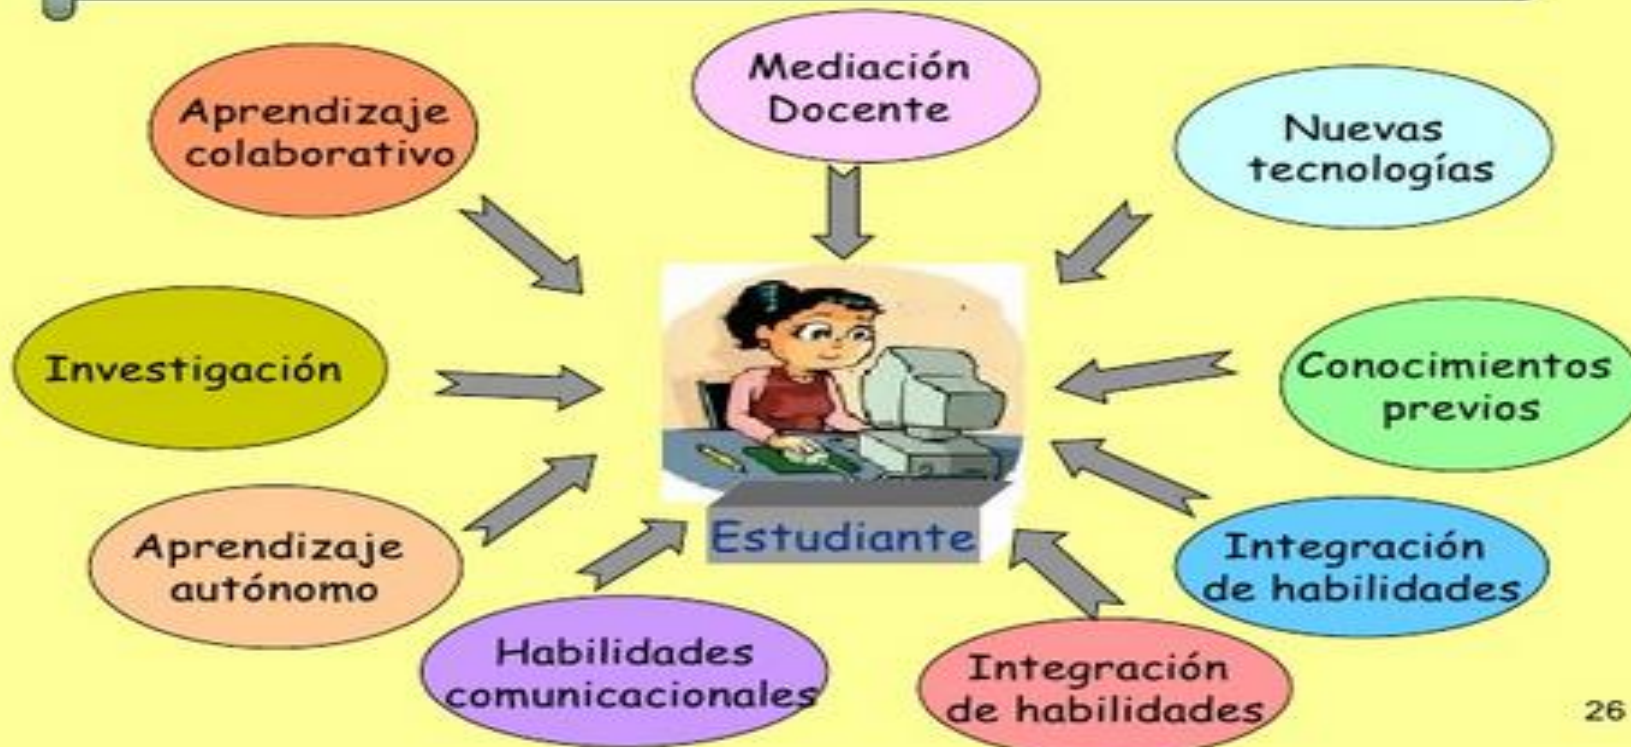 Mediación
Docente
Aprendizaje
colaborativo
Nuevas
tecnologías
Investigación
Conocimientos
previos
Estudiante
Aprendizaje
autónomo
Integración
de habilidades
Habilidades
comunicacionales
Integración
de habilidades
26